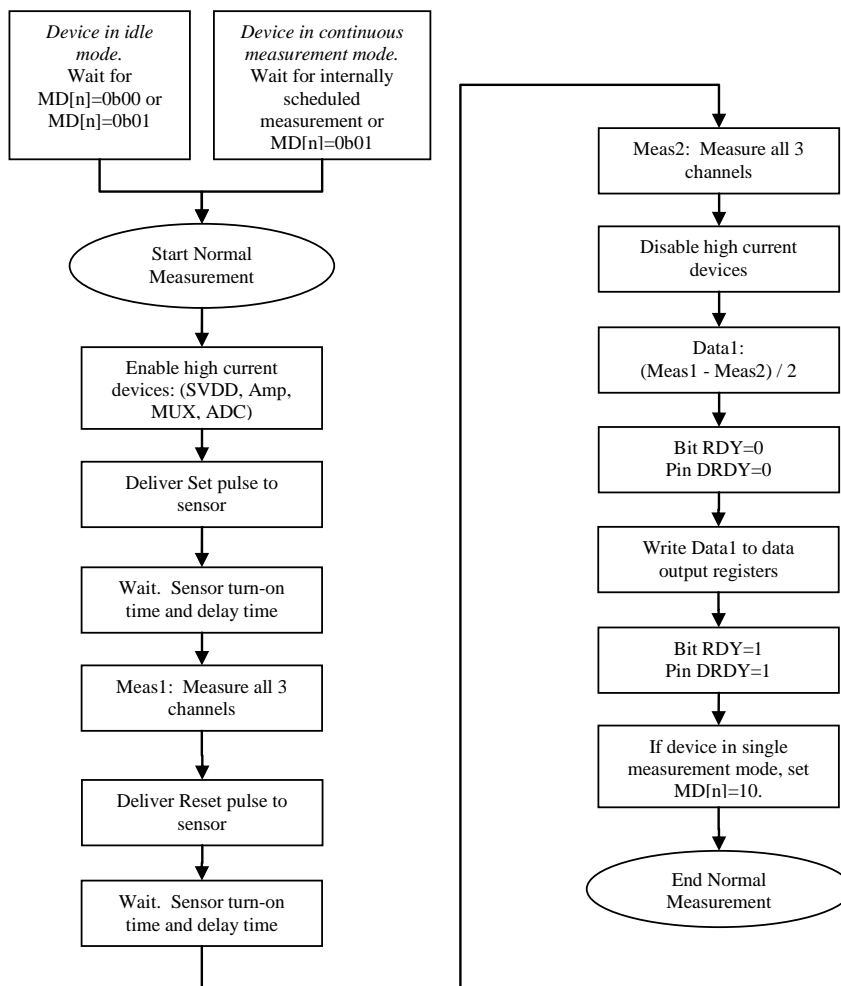 Device in idle
mode.
Wait for
MD[n]=0b00 or
MD[n]=0b01
Device in continuous
measurement mode.
Wait for internally
scheduled
measurement or
MD[n]=0b01
Start Normal
Measurement
Enable high current
devices: (SVDD, Amp,
MUX, ADC)
Deliver Set pulse to
sensor
Wait.  Sensor turn-on
time and delay time
Meas1:  Measure all 3
channels
Deliver Reset pulse to
sensor
Wait.  Sensor turn-on
time and delay time
Meas2:  Measure all 3
channels
Disable high current
devices
Data1:
(Meas1 - Meas2) / 2
Bit RDY=0
Pin DRDY=0
Write Data1 to data
output registers
Bit RDY=1
Pin DRDY=1
If device in single
measurement mode, set
MD[n]=10.
End Normal
Measurement